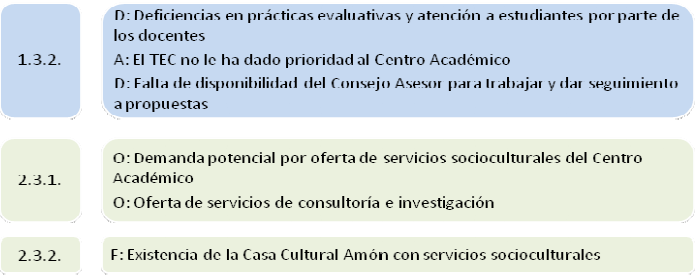 1.3.2.
D: Deficiencias en prácticas evaluativas y atención a estudiantes por parte de
los docentes
A: El TEC no le ha dado prioridad al Centro Académico
D: Falta de disponibilidad del Consejo Asesor para trabajar y dar seguimiento
a propuestas
2.3.1.
O: Demanda potencial por oferta de servicios socioculturales del Centro
Académico
O: Oferta de servicios de consultoría e investigación
2.3.2.
F: Existencia de la Casa Cultural Amón con servicios socioculturales